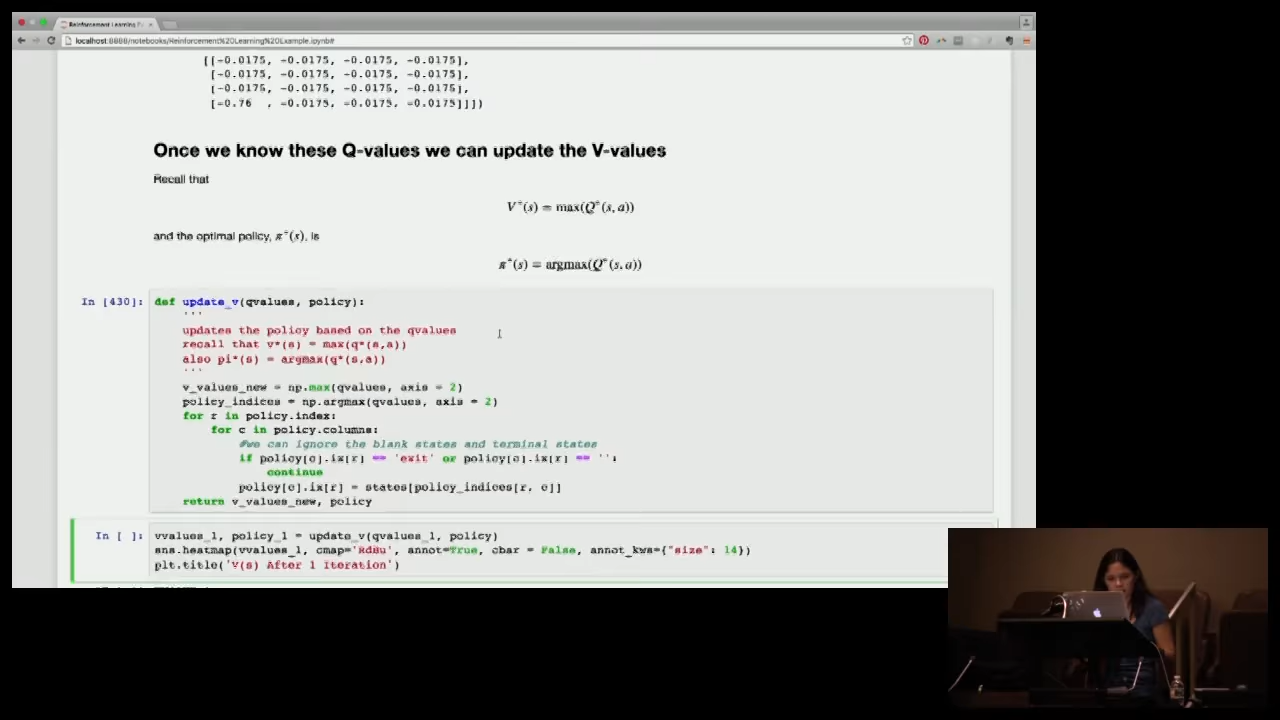 Reinforcement Learning Ex
localhost:8888/notebooks/Reinforcement%20Learning%20Example.ipynb#
[[-0.0175, -0.0175, -0.0175, -0.0175],
[-0.0175, -0.0175, -0.0175, -0.0175],
[-0.0175, -0.0175, -0.0175, -0.0175],
[-0.76 , -0.0175, -0.0175, -0.0175]]])
Once we know these Q-values we can update the V-values
Recall that
V*(s) = max(Q*(s, a))
and the optimal policy, π*(s), is
π*(s) = argmax(Q*(s, a))
In [430]: def update_v(qvalues, policy):
'''
updates the policy based on the qvalues
recall that v*(s) = max(q*(s,a))
also pi*(s) = argmax(q*(s,a))
'''
v_values_new = np.max(qvalues, axis = 2)
policy_indices = np.argmax(qvalues, axis = 2)
for r in policy.index:
for c in policy.columns:
#we can ignore the blank states and terminal states
if policy[c].ix[r] == 'exit' or policy[c].ix[r] == '':
continue
policy[c].ix[r] = states[policy_indices[r, c]]
return v_values_new, policy
In [ ]: vvalues_1, policy_1 = update_v(qvalues_1, policy)
sns.heatmap(vvalues_1, cmap='RdBu', annot=True, cbar = False, annot_kws={"size": 14})
plt.title('V(s) After 1 Iteration')